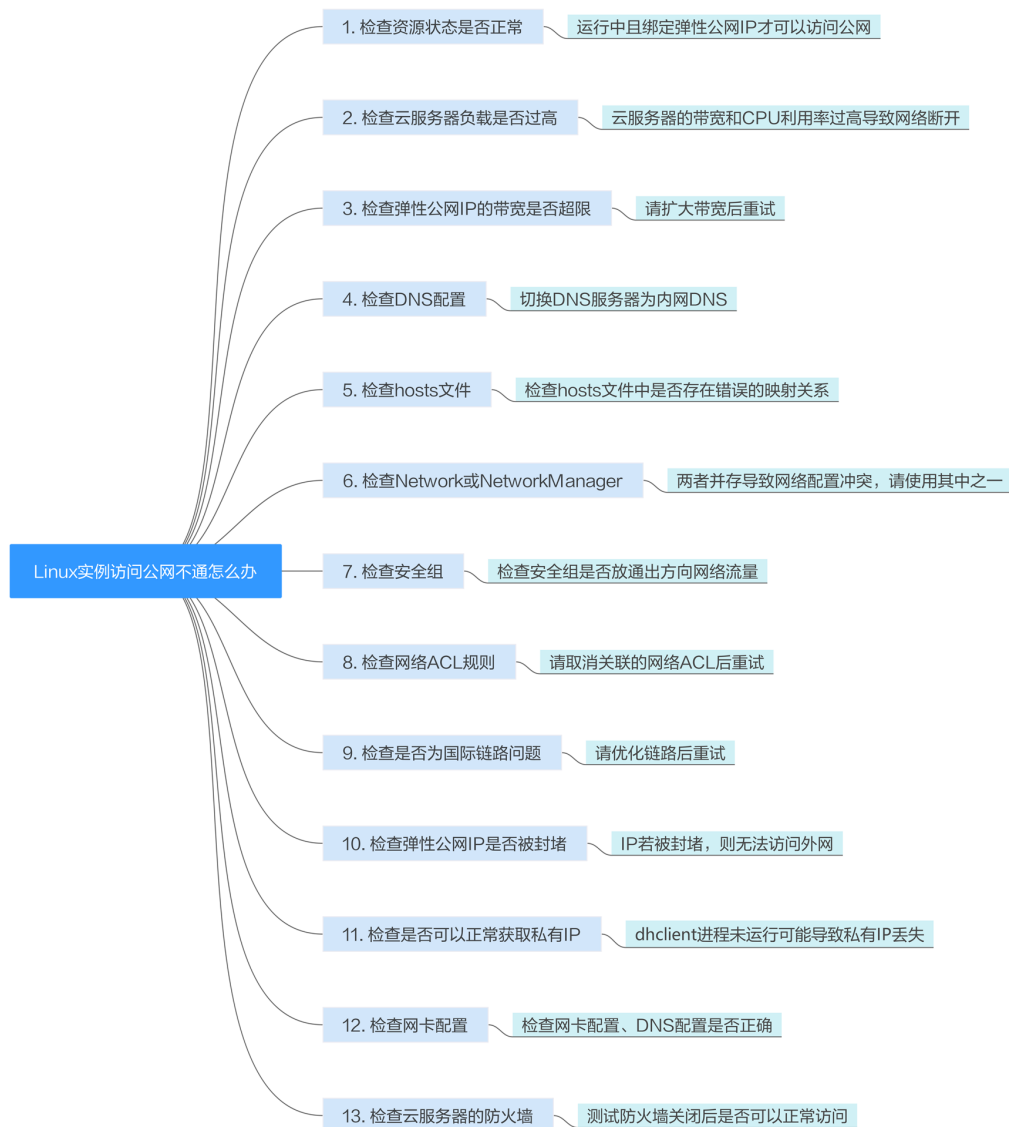 1. 检查资源状态是否正常
运行中且绑定弹性公网IP才可以访问公网
2. 检查云服务器负载是否过高
云服务器的带宽和CPU利用率过高导致网络断开
3. 检查弹性公网IP的带宽是否超限
请扩大带宽后重试
4. 检查DNS配置
切换DNS服务器为内网DNS
5. 检查hosts文件
检查hosts文件中是否存在错误的映射关系
6. 检查Network或NetworkManager
两者并存导致网络配置冲突，请使用其中之一
Linux实例访问公网不通怎么办
7. 检查安全组
检查安全组是否放通出方向网络流量
8. 检查网络ACL规则
请取消关联的网络ACL后重试
9. 检查是否为国际链路问题
请优化链路后重试
10. 检查弹性公网IP是否被封堵
IP若被封堵，则无法访问外网
11. 检查是否可以正常获取私有IP
dhclient进程未运行可能导致私有IP丢失
12. 检查网卡配置
检查网卡配置、DNS配置是否正确
13. 检查云服务器的防火墙
测试防火墙关闭后是否可以正常访问